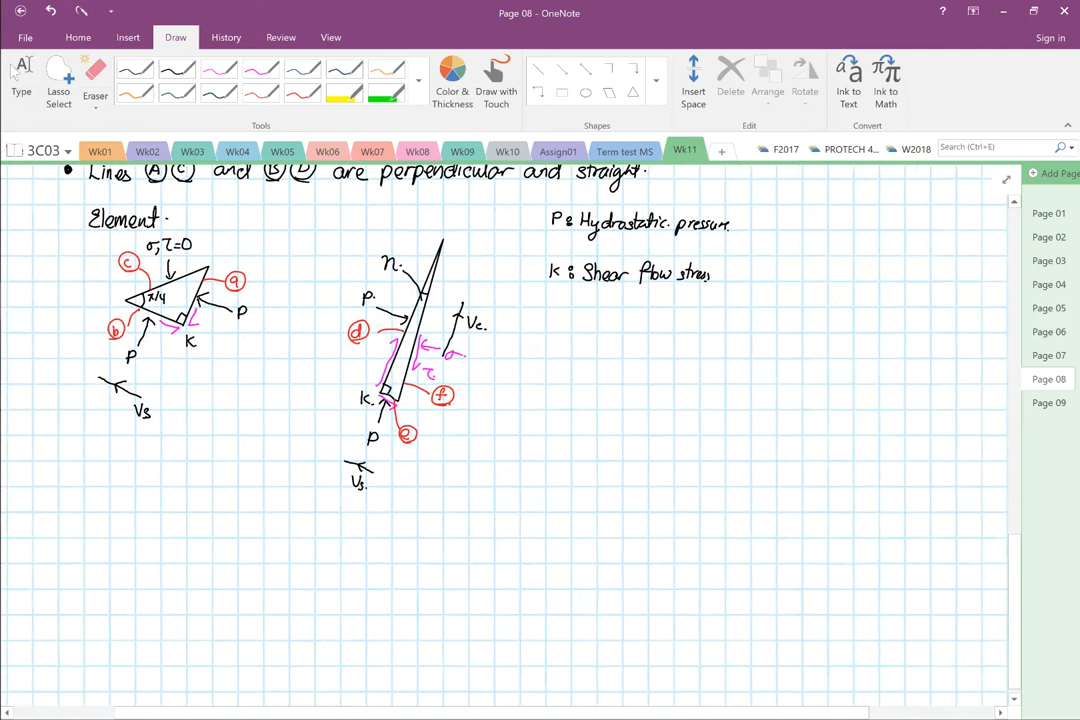 Page 08 - OneNote
?
Sign in
File Home Insert Draw History Review View
Type
Lasso Select
Eraser
Color & Thickness
Draw with Touch
Insert Space
Delete
Arrange
Rotate
Ink to Text
Ink to Math
Tools
Shapes
Edit
Convert
3C03 Wk01 Wk02 Wk03 Wk04 Wk05 Wk06 Wk07 Wk08 Wk09 Wk10 Assign01 Term test MS Wk11
F2017 PROTECH 4... W2018
Search (Ctrl+E)
Add Page
Page 01
Page 02
Page 03
Page 04
Page 05
Page 06
Page 07
Page 08
Page 09
• Lines A C and B D are perpendicular and straight.
Element.
P: Hydrostatic pressure.
K: Shear flow stress
σ,τ=0
c
π/4
a
b
P
P
K
Vs
n.
P.
d
Vc.
σ
τ
K.
f
P
e
Vs.